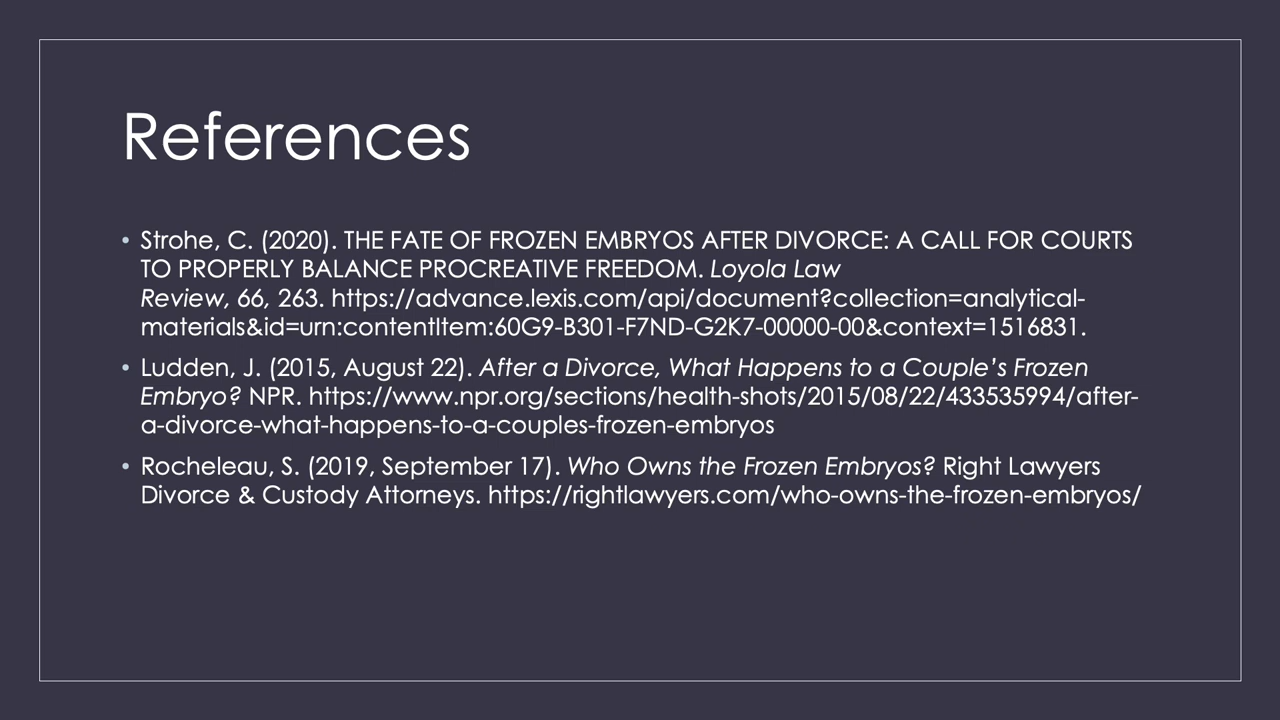 References
• Strohe, C. (2020). THE FATE OF FROZEN EMBRYOS AFTER DIVORCE: A CALL FOR COURTS
TO PROPERLY BALANCE PROCREATIVE FREEDOM. Loyola Law
Review, 66, 263. https://advance.lexis.com/api/document?collection=analytical-
materials&id=urn:contentItem:60G9-B301-F7ND-G2K7-00000-00&context=1516831.
• Ludden, J. (2015, August 22). After a Divorce, What Happens to a Couple’s Frozen
Embryo? NPR. https://www.npr.org/sections/health-shots/2015/08/22/433535994/after-
a-divorce-what-happens-to-a-couples-frozen-embryos
• Rocheleau, S. (2019, September 17). Who Owns the Frozen Embryos? Right Lawyers
Divorce & Custody Attorneys. https://rightlawyers.com/who-owns-the-frozen-embryos/